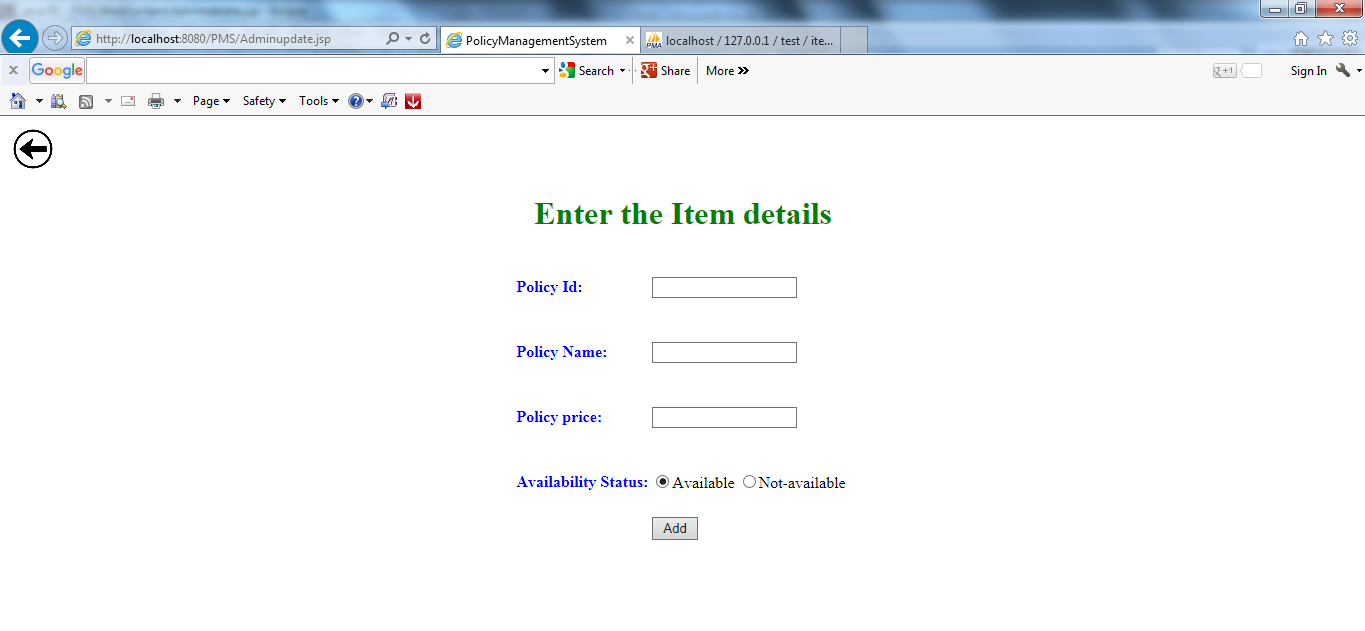 http://localhost:8080/PMS/Adminupdate.jsp
PolicyManagementSystem
localhost / 127.0.0.1 / test / ite...
x Google Search Share More »
g +1
Sign In
Page Safety Tools
Enter the Item details
Policy Id:
Policy Name:
Policy price:
Availability Status: Available Not-available
Add